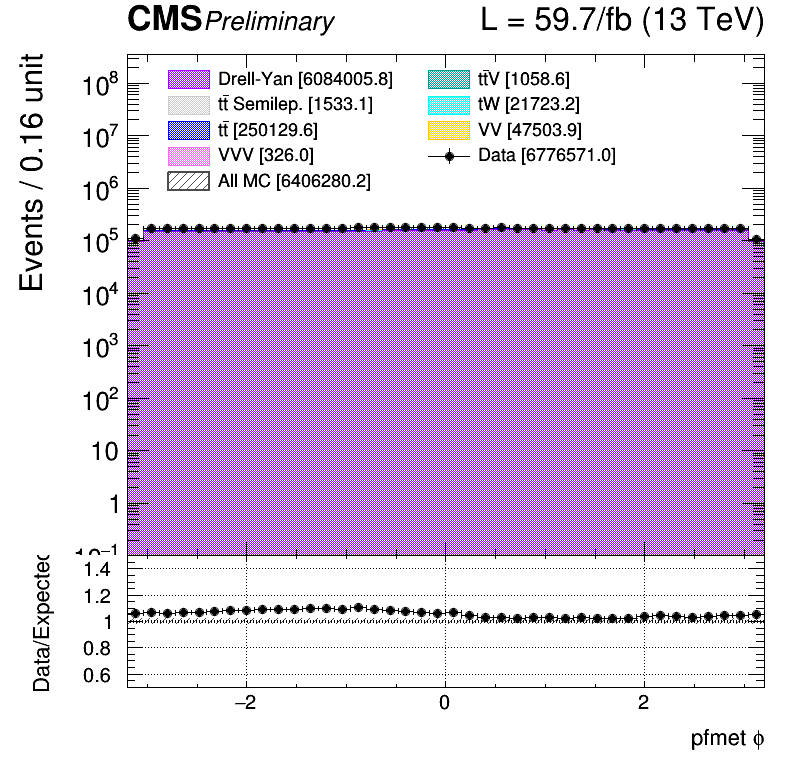 CMS Preliminary L = 59.7/fb (13 TeV)
Events / 0.16 unit
10⁸
10⁷
10⁶
10⁵
10⁴
10³
10²
10
1
10⁻¹
Drell-Yan [6084005.8]
tt̄ Semilep. [1533.1]
tt̄ [250129.6]
VVV [326.0]
All MC [6406280.2]
tt̄V [1058.6]
tW [21723.2]
VV [47503.9]
Data [6776571.0]
Data/Expected
1.4
1.2
1
0.8
0.6
−2 0 2
pfmet ϕ